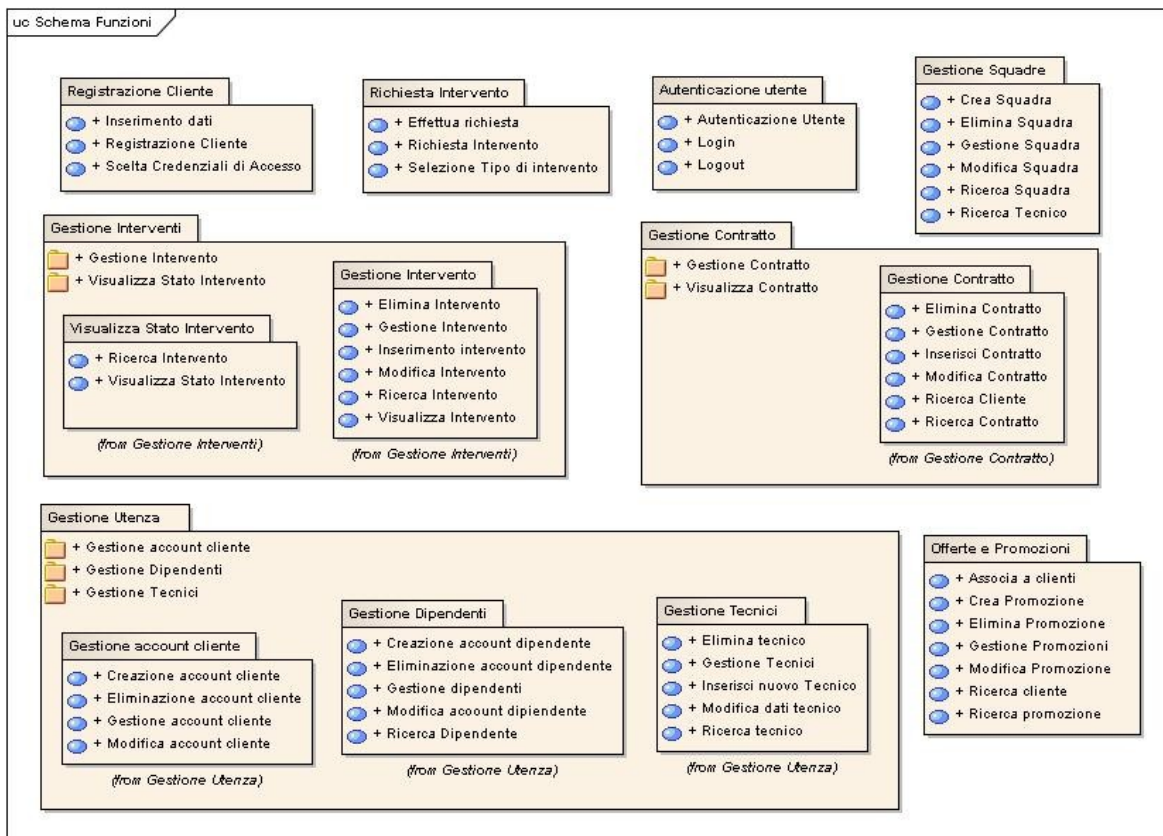 uc Schema Funzioni
Registrazione Cliente
+ Inserimento dati
+ Registrazione Cliente
+ Scelta Credenziali di Accesso
Richiesta Intervento
+ Effettua richiesta
+ Richiesta Intervento
+ Selezione Tipo di intervento
Autenticazione utente
+ Autenticazione Utente
+ Login
+ Logout
Gestione Squadre
+ Crea Squadra
+ Elimina Squadra
+ Gestione Squadra
+ Modifica Squadra
+ Ricerca Squadra
+ Ricerca Tecnico
Gestione Interventi
+ Gestione Intervento
+ Visualizza Stato Intervento
Visualizza Stato Intervento
+ Ricerca Intervento
+ Visualizza Stato Intervento
(from Gestione Interventi)
Gestione Intervento
+ Elimina Intervento
+ Gestione Intervento
+ Inserimento intervento
+ Modifica Intervento
+ Ricerca Intervento
+ Visualizza Intervento
(from Gestione Interventi)
Gestione Contratto
+ Gestione Contratto
+ Visualizza Contratto
Gestione Contratto
+ Elimina Contratto
+ Gestione Contratto
+ Inserisci Contratto
+ Modifica Contratto
+ Ricerca Cliente
+ Ricerca Contratto
(from Gestione Contratto)
Gestione Utenza
+ Gestione account cliente
+ Gestione Dipendenti
+ Gestione Tecnici
Gestione account cliente
+ Creazione account cliente
+ Eliminazione account cliente
+ Gestione account cliente
+ Modifica account cliente
(from Gestione Utenza)
Gestione Dipendenti
+ Creazione account dipendente
+ Eliminazione account dipendente
+ Gestione dipendenti
+ Modifica acoount dipiendente
+ Ricerca Dipendente
(from Gestione Utenza)
Gestione Tecnici
+ Elimina tecnico
+ Gestione Tecnici
+ Inserisci nuovo Tecnico
+ Modifica dati tecnico
+ Ricerca tecnico
(from Gestione Utenza)
Offerte e Promozioni
+ Associa a clienti
+ Crea Promozione
+ Elimina Promozione
+ Gestione Promozioni
+ Modifica Promozione
+ Ricerca cliente
+ Ricerca promozione